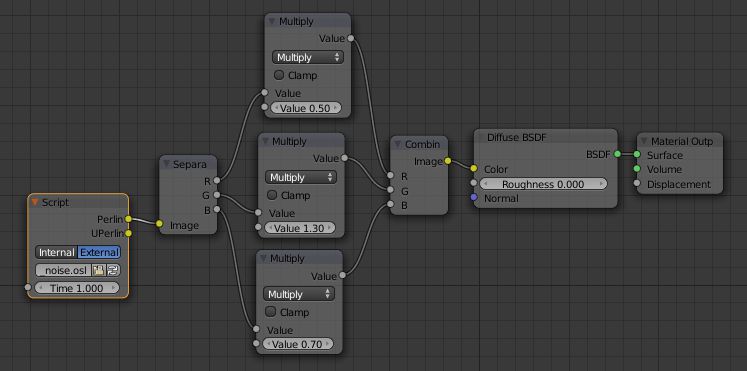 Script
Perlin
UPerlin
Internal External
_noise.osl
Time 1.000
Separa
R
G
B
Image
Multiply
Value
Multiply
Clamp
Value
Value 0.50
Multiply
Value
Multiply
Clamp
Value
Value 1.30
Multiply
Value
Multiply
Clamp
Value
Value 0.70
Combin
Image
R
G
B
Diffuse BSDF
BSDF
Color
Roughness 0.000
Normal
Material Outp
Surface
Volume
Displacement